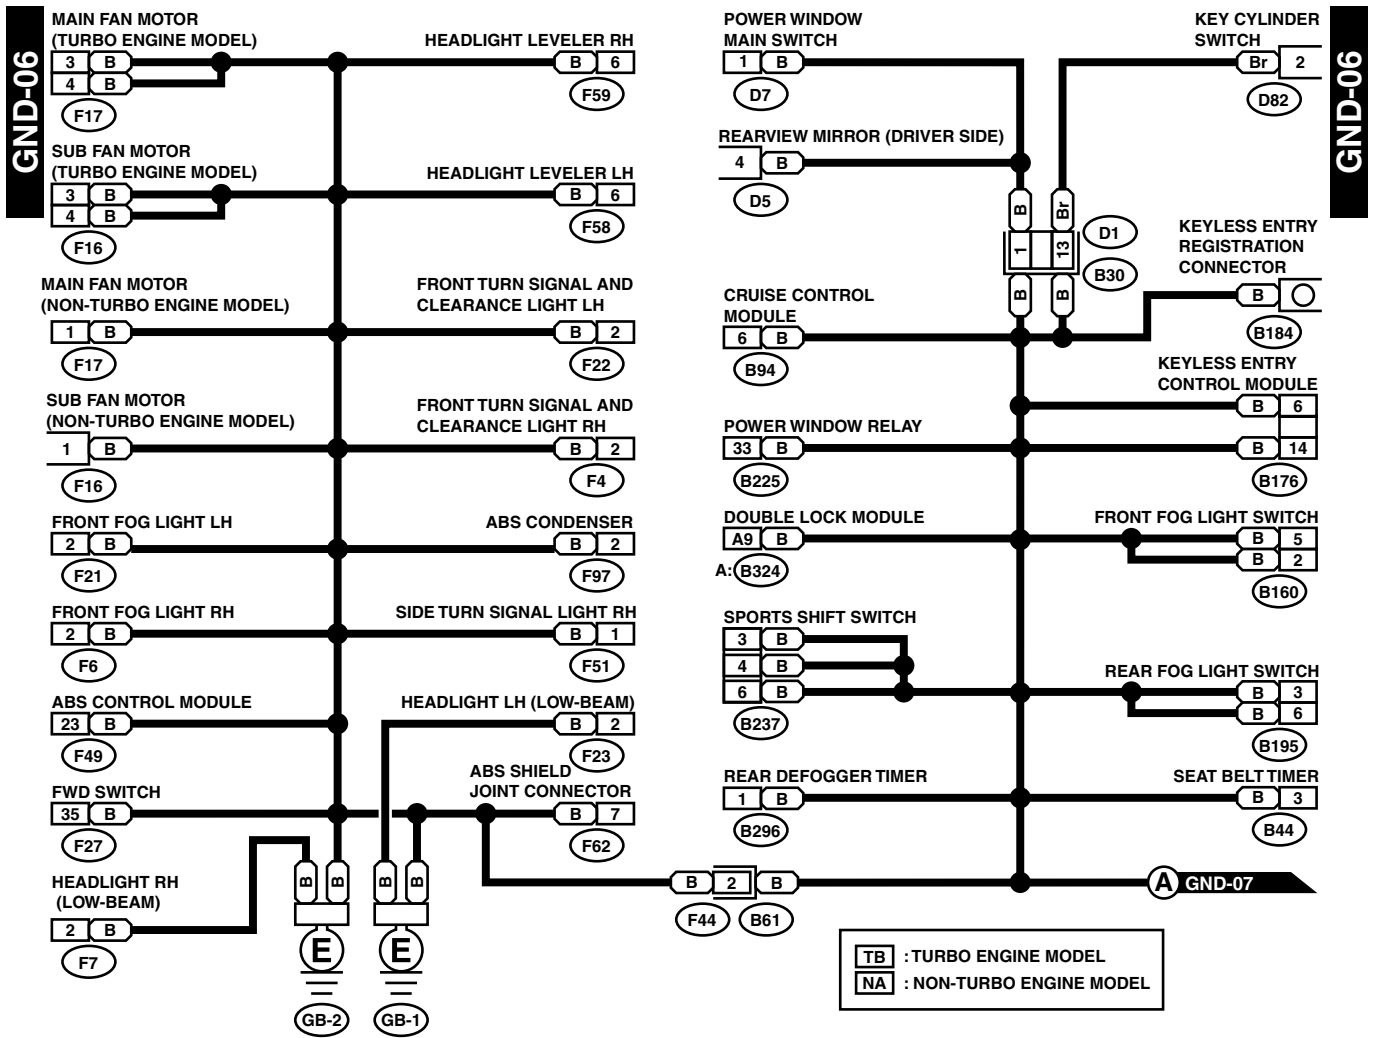 GND-06
MAIN FAN MOTOR
(TURBO ENGINE MODEL)
3 B
4 B
F17
HEADLIGHT LEVELER RH
B 6
F59
SUB FAN MOTOR
(TURBO ENGINE MODEL)
3 B
4 B
F16
HEADLIGHT LEVELER LH
B 6
F58
MAIN FAN MOTOR
(NON-TURBO ENGINE MODEL)
1 B
F17
FRONT TURN SIGNAL AND
CLEARANCE LIGHT LH
B 2
F22
SUB FAN MOTOR
(NON-TURBO ENGINE MODEL)
1 B
F16
FRONT TURN SIGNAL AND
CLEARANCE LIGHT RH
B 2
F4
FRONT FOG LIGHT LH
2 B
F21
ABS CONDENSER
B 2
F97
FRONT FOG LIGHT RH
2 B
F6
SIDE TURN SIGNAL LIGHT RH
B 1
F51
ABS CONTROL MODULE
23 B
F49
HEADLIGHT LH (LOW-BEAM)
B 2
F23
FWD SWITCH
35 B
F27
ABS SHIELD
JOINT CONNECTOR
B 7
F62
HEADLIGHT RH
(LOW-BEAM)
2 B
F7
B B B B
E E
GB-2 GB-1
POWER WINDOW
MAIN SWITCH
1 B
D7
KEY CYLINDER
SWITCH
Br 2
D82
GND-06
REARVIEW MIRROR (DRIVER SIDE)
4 B
D5
B Br
1 13
B B
D1
B30
KEYLESS ENTRY
REGISTRATION
CONNECTOR
B
B184
CRUISE CONTROL
MODULE
6 B
B94
KEYLESS ENTRY
CONTROL MODULE
B 6
B 14
B176
POWER WINDOW RELAY
33 B
B225
DOUBLE LOCK MODULE
A9 B
A: B324
FRONT FOG LIGHT SWITCH
B 5
B 2
B160
SPORTS SHIFT SWITCH
3 B
4 B
6 B
B237
REAR FOG LIGHT SWITCH
B 3
B 6
B195
REAR DEFOGGER TIMER
1 B
B296
SEAT BELT TIMER
B 3
B44
B 2 B
F44 B61
A GND-07
TB : TURBO ENGINE MODEL
NA : NON-TURBO ENGINE MODEL